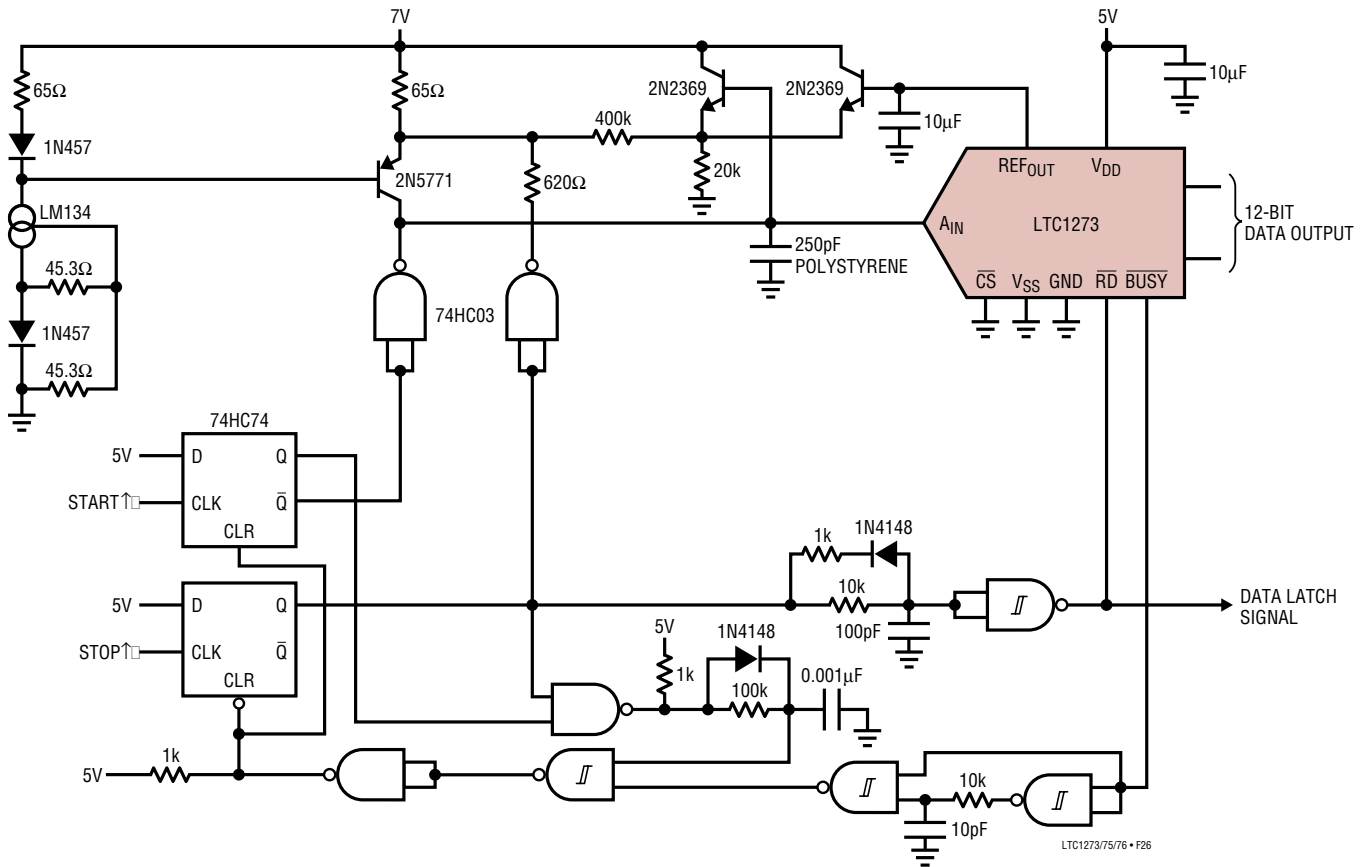 7V
5V
65Ω
65Ω
2N2369
2N2369
10µF
10µF
1N457
400k
2N5771
620Ω
20k
REFOUT
VDD
LM134
AIN
LTC1273
12-BIT
DATA OUTPUT
45.3Ω
250pF
POLYSTYRENE
CS
VSS
GND
RD
BUSY
1N457
74HC03
45.3Ω
74HC74
5V
D
Q
START↑
CLK
Q
CLR
1N4148
1k
5V
D
Q
10k
DATA LATCH
SIGNAL
STOP↑
CLK
Q
100pF
5V
1N4148
CLR
1k
100k
0.001µF
1k
5V
10k
10pF
LTC1273/75/76 • F26